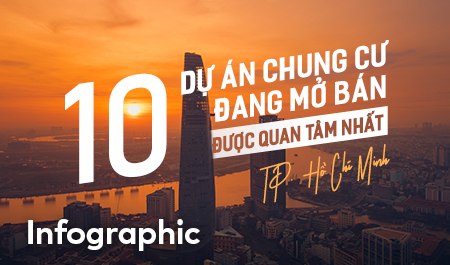 10
DỰ ÁN CHUNG CƯ
ĐANG MỞ BÁN
ĐƯỢC QUAN TÂM NHẤT
TP. Hồ Chí Minh
Infographic